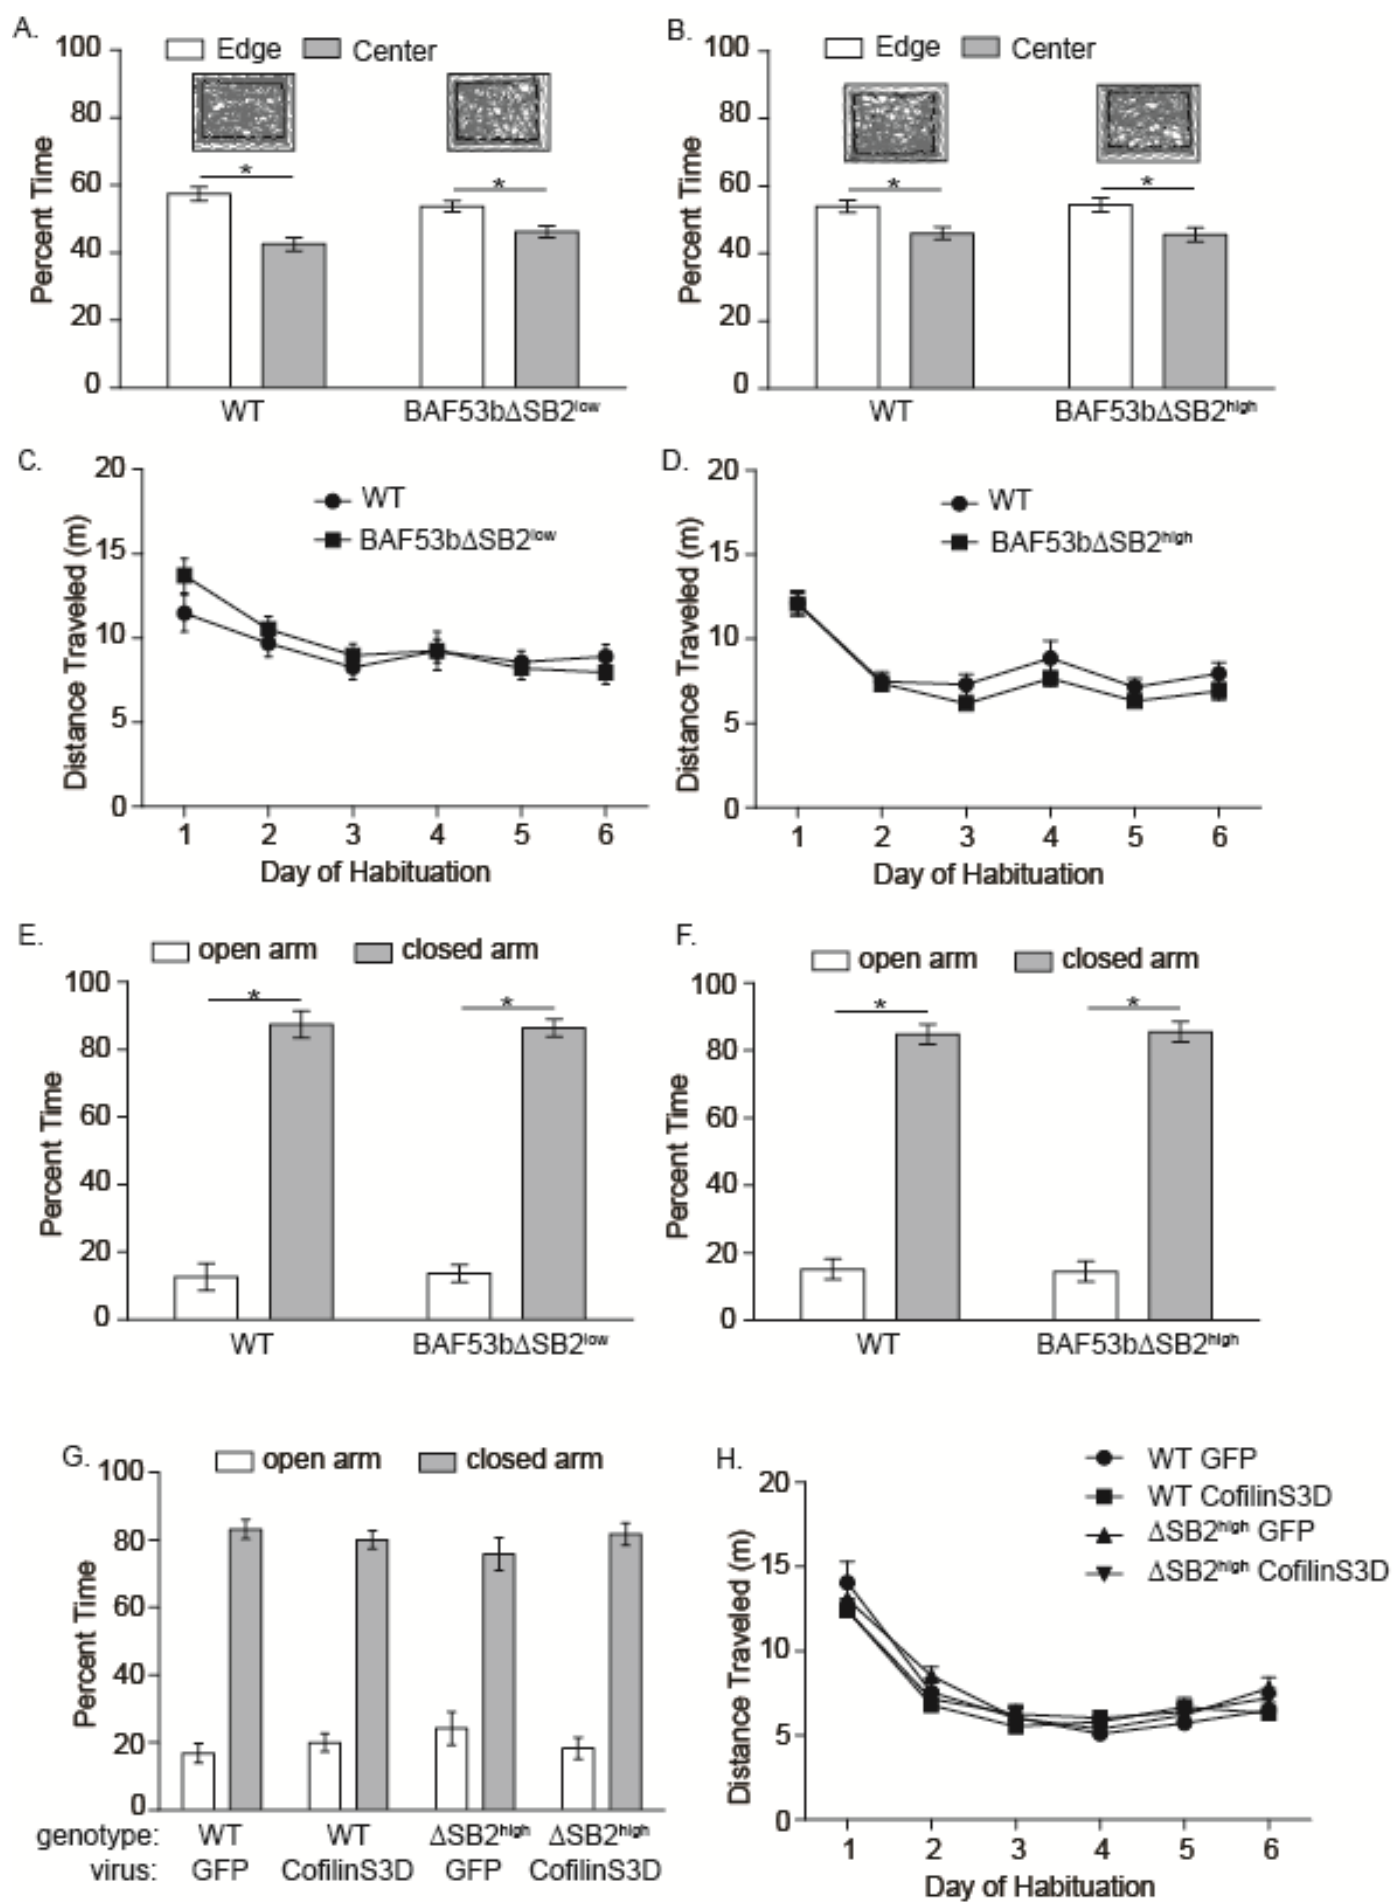 A.
Edge Center
100
80
60
40
20
0
Percent Time
*
*
WT BAF53bΔSB2low
B.
Edge Center
100
80
60
40
20
0
Percent Time
*
*
WT BAF53bΔSB2high
C.
20
15
10
5
0
Distance Traveled (m)
WT
BAF53bΔSB2low
1 2 3 4 5 6
Day of Habituation
D.
20
15
10
5
0
Distance Traveled (m)
WT
BAF53bΔSB2high
1 2 3 4 5 6
Day of Habituation
E.
open arm closed arm
100
80
60
40
20
0
Percent Time
*
*
WT BAF53bΔSB2low
F.
open arm closed arm
100
80
60
40
20
0
Percent Time
*
*
WT BAF53bΔSB2high
G.
open arm closed arm
100
80
60
40
20
0
Percent Time
genotype: WT WT ΔSB2high ΔSB2high
virus: GFP CofilinS3D GFP CofilinS3D
H.
WT GFP
WT CofilinS3D
ΔSB2high GFP
ΔSB2high CofilinS3D
20
15
10
5
0
Distance Traveled (m)
1 2 3 4 5 6
Day of Habituation